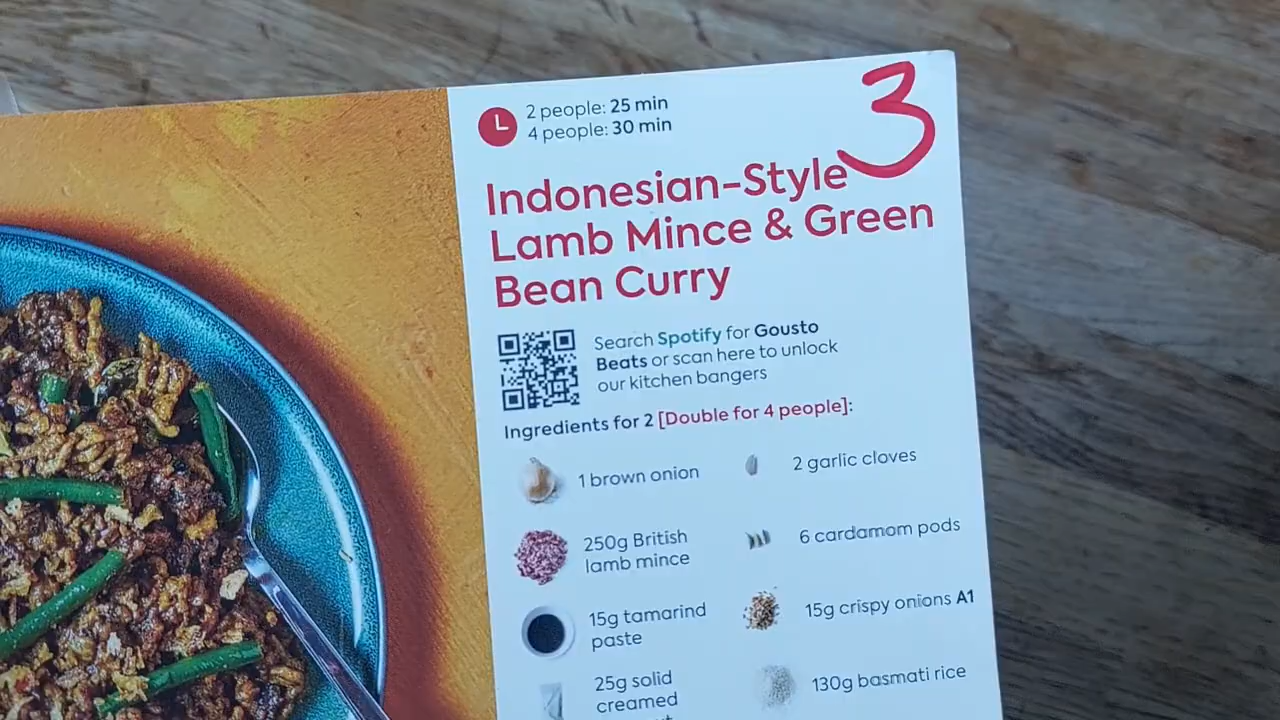 2 people: 25 min
4 people: 30 min
3
Indonesian-Style
Lamb Mince & Green
Bean Curry
Search Spotify for Gousto
Beats or scan here to unlock
our kitchen bangers
Ingredients for 2 [Double for 4 people]:
1 brown onion
2 garlic cloves
250g British
lamb mince
6 cardamom pods
15g tamarind
paste
15g crispy onions A1
25g solid
creamed
130g basmati rice